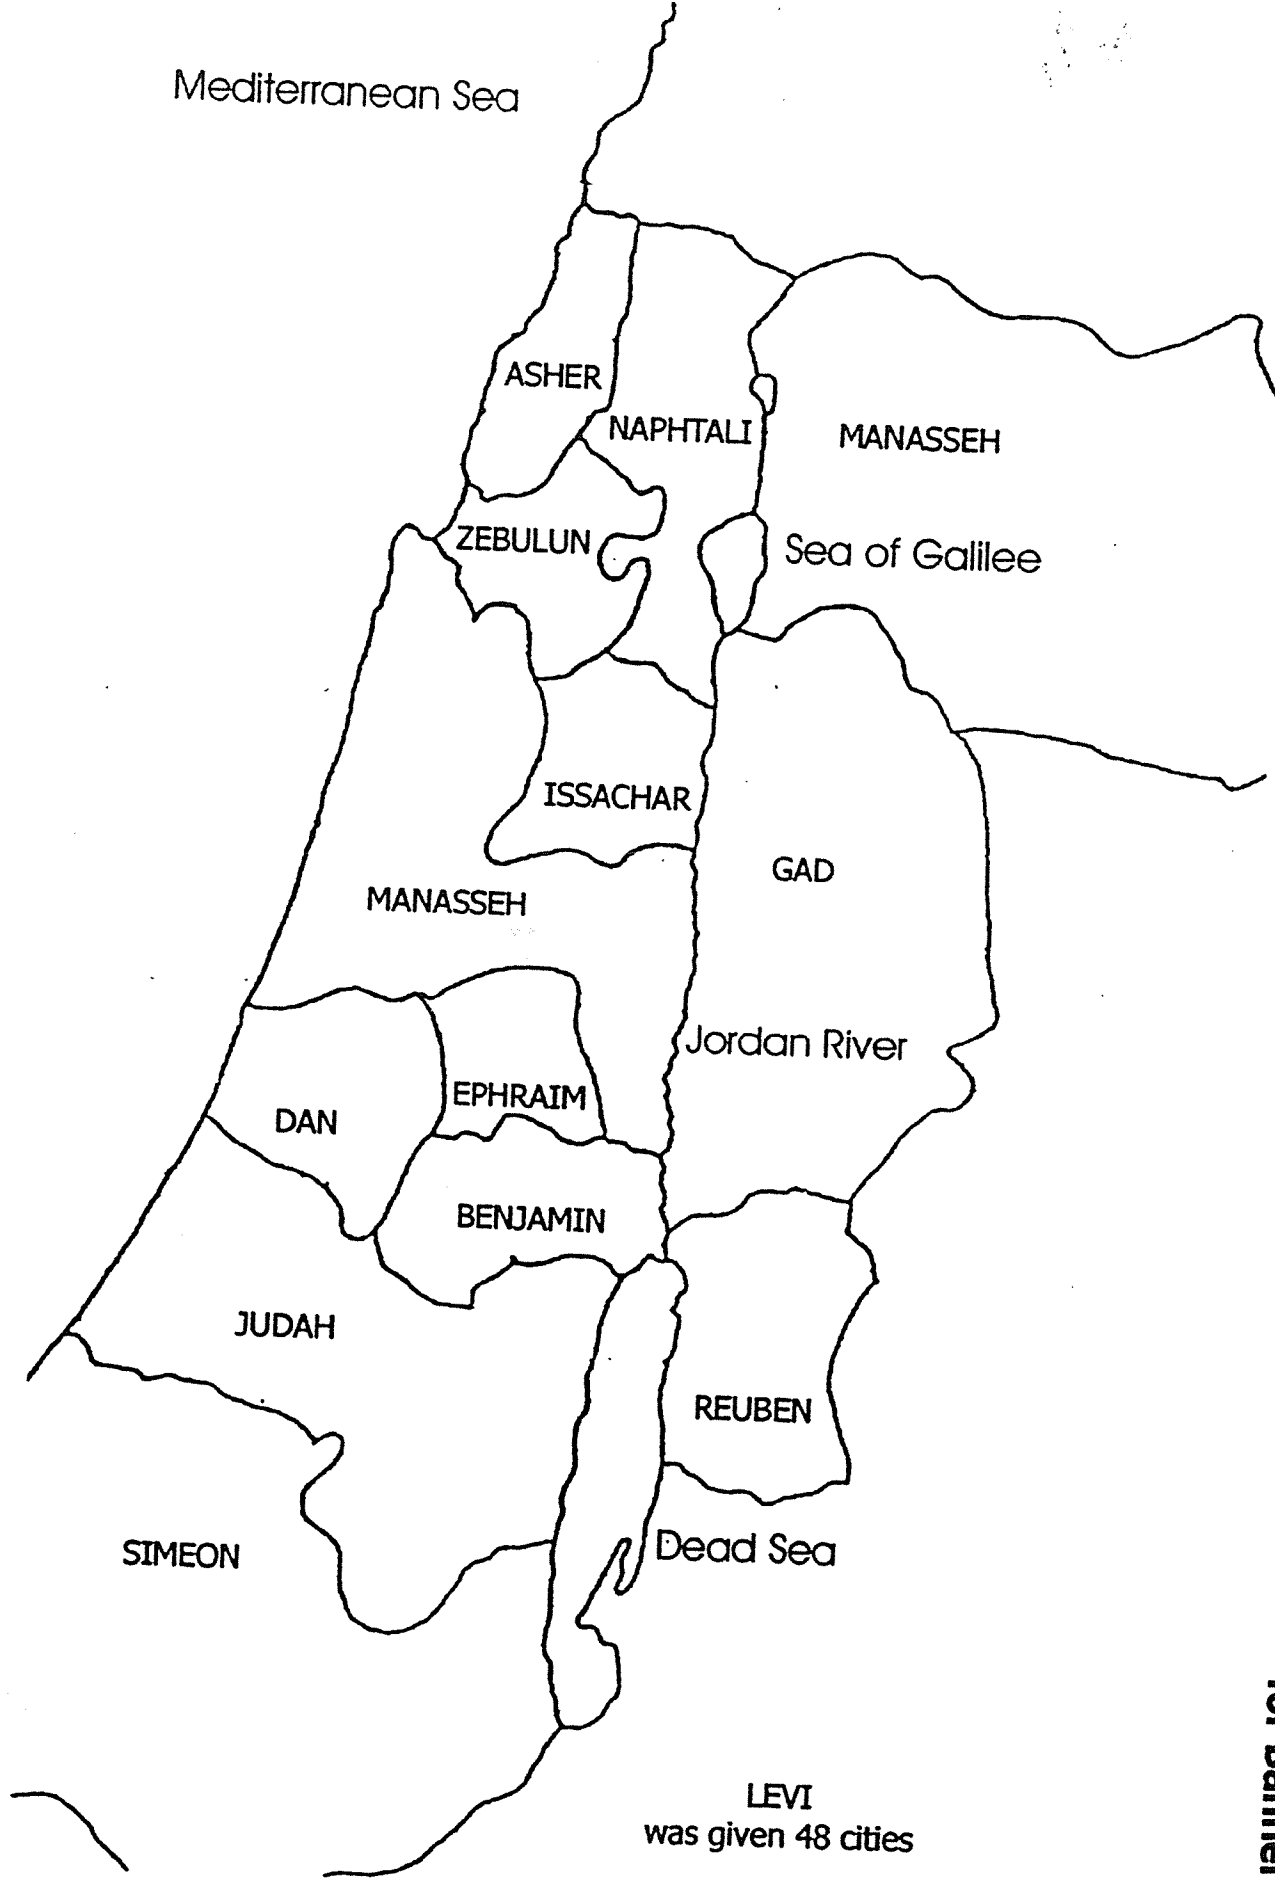 Mediterranean Sea
ASHER
NAPHTALI
MANASSEH
ZEBULUN
Sea of Galilee
ISSACHAR
GAD
MANASSEH
Jordan River
EPHRAIM
DAN
BENJAMIN
JUDAH
REUBEN
SIMEON
Dead Sea
LEVI
was given 48 cities